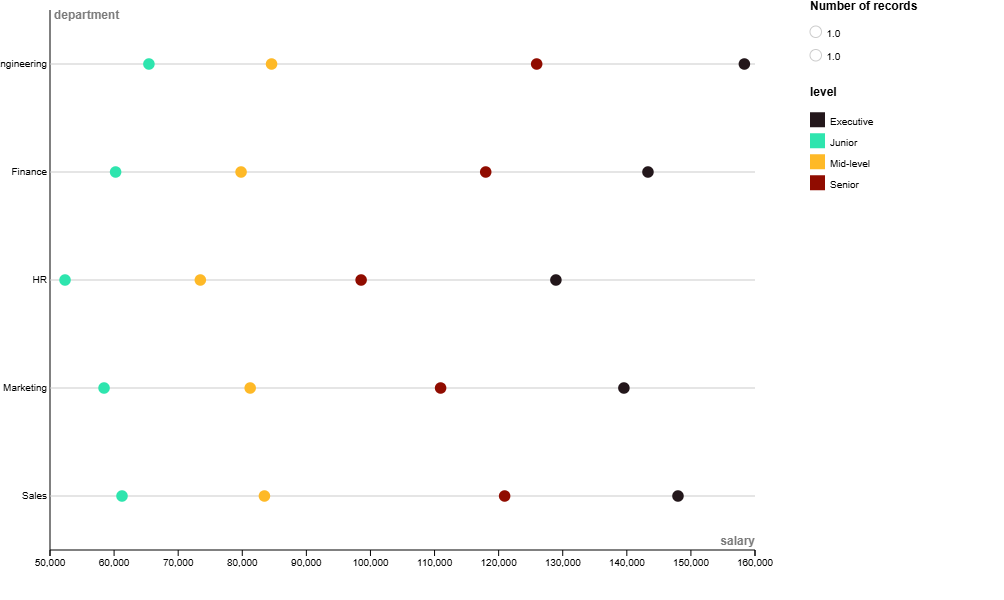 department
ngineering
Finance
HR
Marketing
Sales
salary
50,000 60,000 70,000 80,000 90,000 100,000 110,000 120,000 130,000 140,000 150,000 160,000
Number of records
1.0
1.0
level
Executive
Junior
Mid-level
Senior